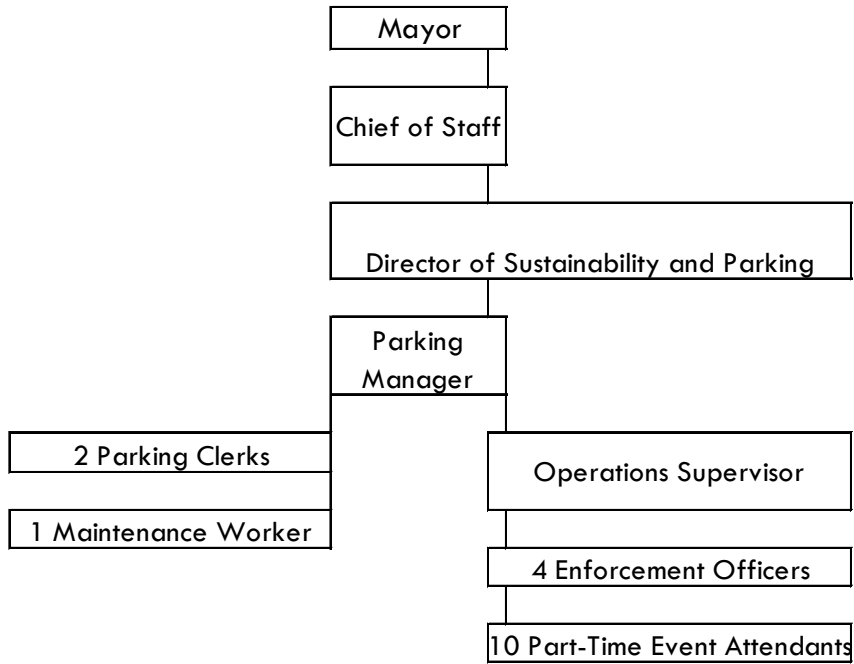 Mayor
Chief of Staff
Director of Sustainability and Parking
Parking
Manager
2 Parking Clerks
Operations Supervisor
1 Maintenance Worker
4 Enforcement Officers
10 Part-Time Event Attendants